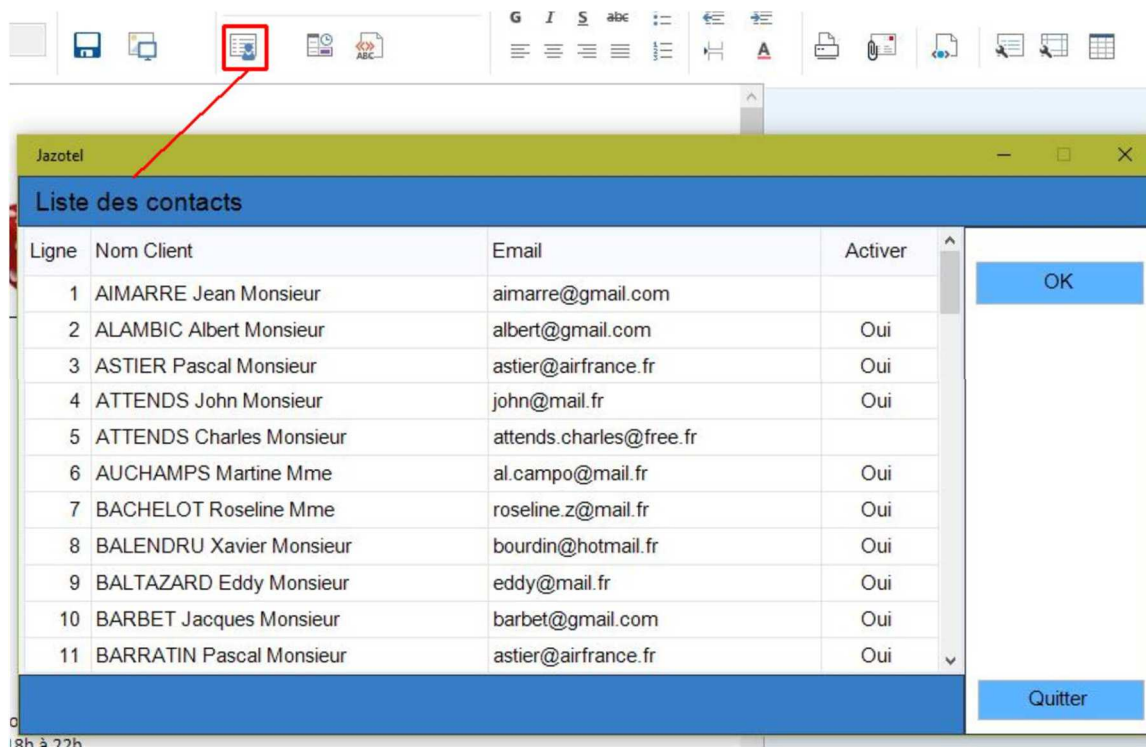 G I S abc
ABC
Jazotel
Liste des contacts
Ligne Nom Client Email Activer
1 AIMARRE Jean Monsieur aimarre@gmail.com
OK
2 ALAMBIC Albert Monsieur albert@gmail.com Oui
3 ASTIER Pascal Monsieur astier@airfrance.fr Oui
4 ATTENDS John Monsieur john@mail.fr Oui
5 ATTENDS Charles Monsieur attends.charles@free.fr
6 AUCHAMPS Martine Mme al.campo@mail.fr Oui
7 BACHELOT Roseline Mme roseline.z@mail.fr Oui
8 BALENDRU Xavier Monsieur bourdin@hotmail.fr Oui
9 BALTAZARD Eddy Monsieur eddy@mail.fr Oui
10 BARBET Jacques Monsieur barbet@gmail.com Oui
11 BARRATIN Pascal Monsieur astier@airfrance.fr Oui
Quitter
18h à 22h